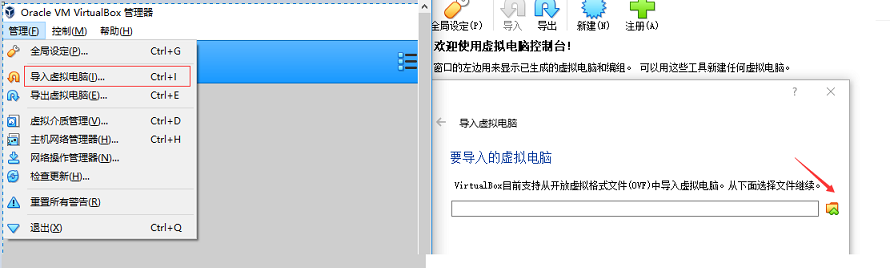 Oracle VM VirtualBox 管理器
管理(F) 控制(M) 帮助(H)
全局设定(P)... Ctrl+G
导入虚拟电脑(I)... Ctrl+I
导出虚拟电脑(E)... Ctrl+E
虚拟介质管理(V)... Ctrl+D
主机网络管理器(H)... Ctrl+H
网络操作管理器(N)...
检查更新(H)...
重置所有警告(R)
退出(X) Ctrl+Q
全局设定(P) 导入 导出 新建(N) 注册(A)
欢迎使用虚拟电脑控制台!
窗口的左边用来显示已生成的虚拟电脑和编组。 可以用这些工具新建任何虚拟电脑。
?
导入虚拟电脑
要导入的虚拟电脑
VirtualBox目前支持从开放虚拟格式文件(OVF)中导入虚拟电脑。从下面选择文件继续。